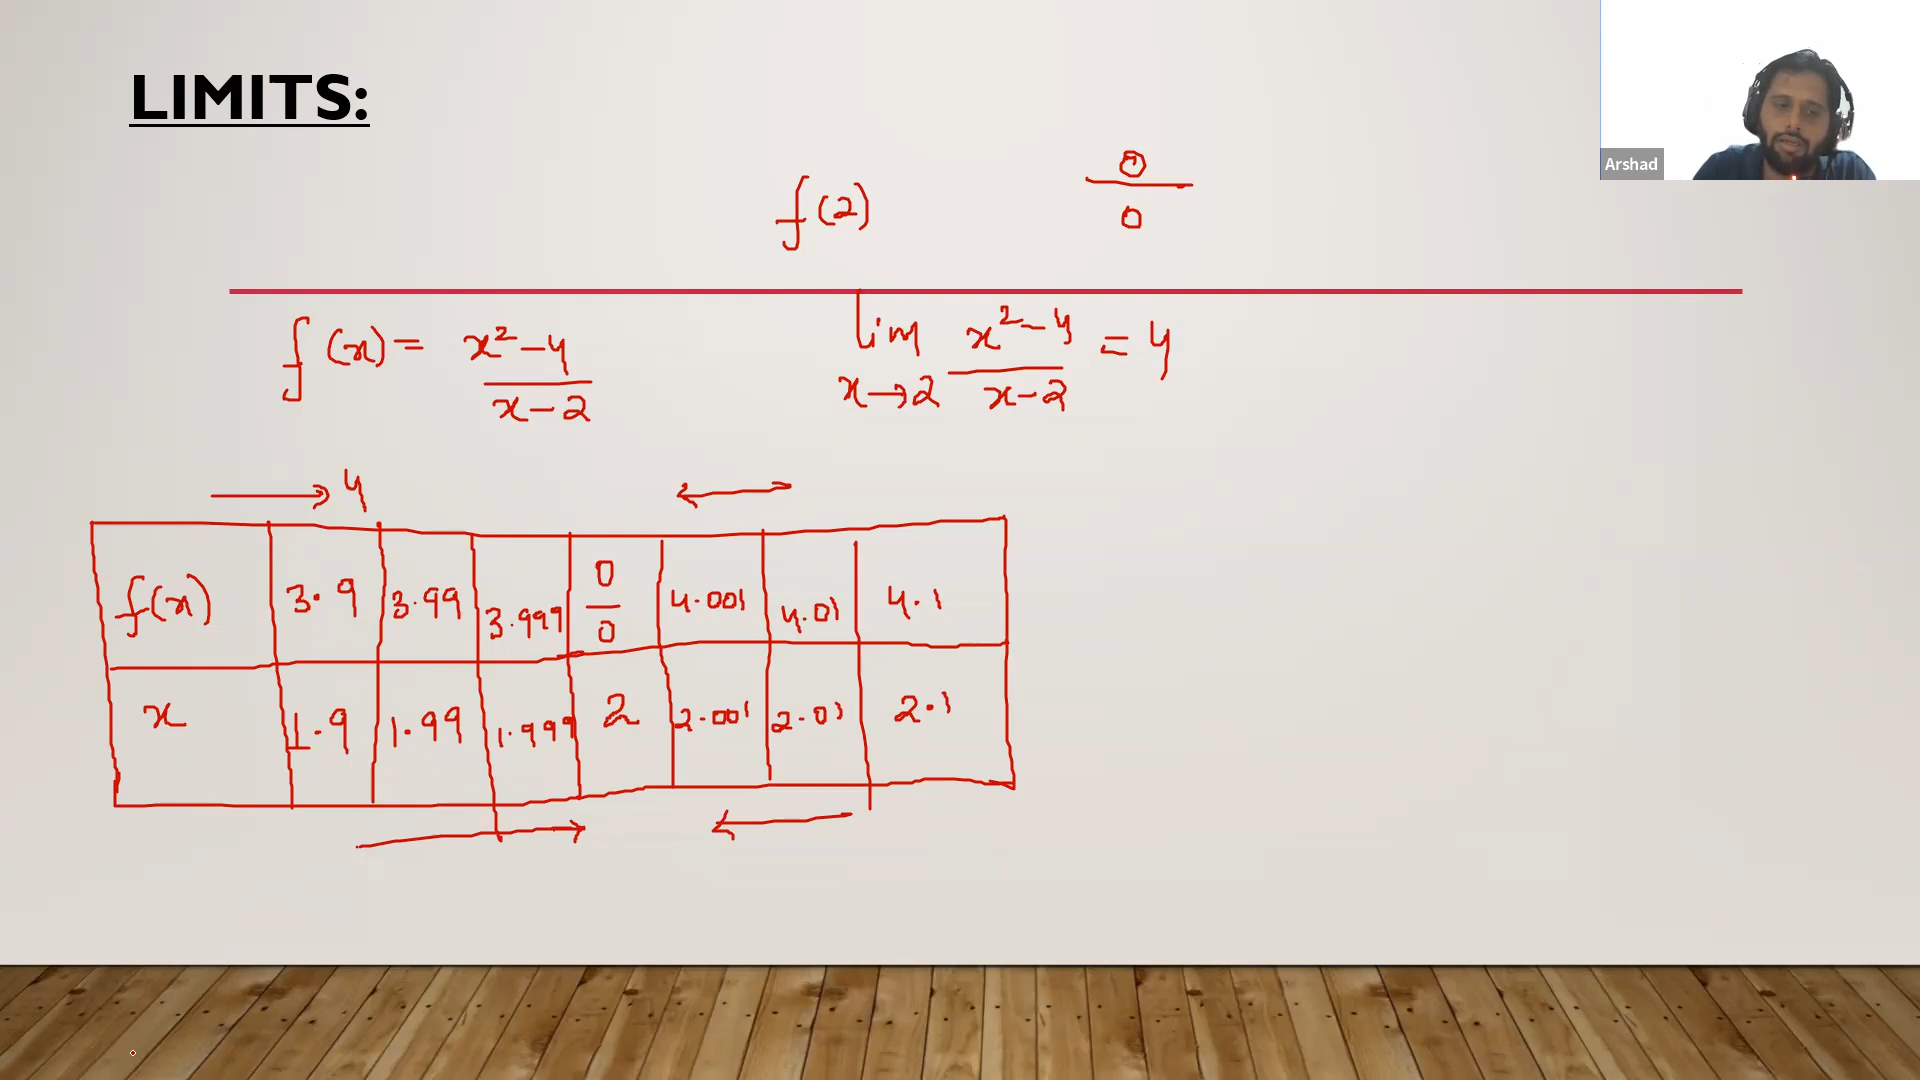 LIMITS:
Arshad
f(2)
0
0
f(x) = x²-4
x-2
lim x²-4 = 4
x→2 x-2
→ 4
f(x) 3.9 3.99 3.999 0/0 4.001 4.01 4.1
x 1.9 1.99 1.999 2 2.001 2.01 2.1